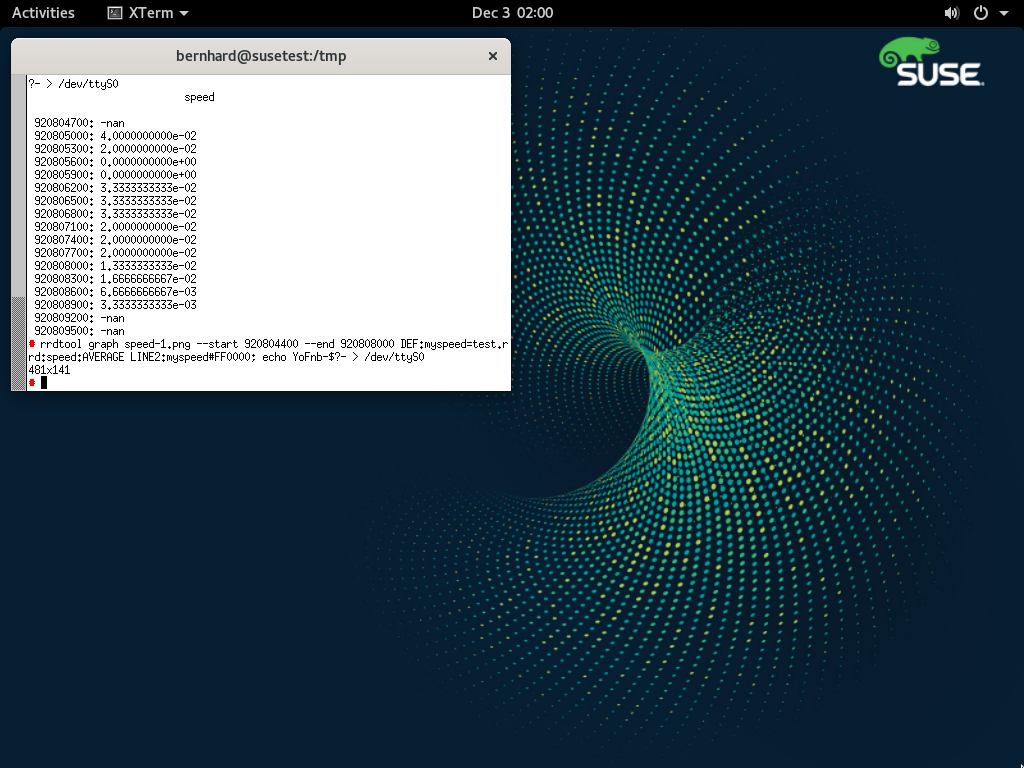 Activities XTerm Dec 3 02:00
SUSE
bernhard@susetest:/tmp
?- > /dev/ttyS0
speed
920804700: -nan
920805000: 4.0000000000e-02
920805300: 2.0000000000e-02
920805600: 0.0000000000e+00
920805900: 0.0000000000e+00
920806200: 3.3333333333e-02
920806500: 3.3333333333e-02
920806800: 3.3333333333e-02
920807100: 2.0000000000e-02
920807400: 2.0000000000e-02
920807700: 2.0000000000e-02
920808000: 1.3333333333e-02
920808300: 1.6666666667e-02
920808600: 6.6666666667e-03
920808900: 3.3333333333e-03
920809200: -nan
920809500: -nan
rrdtool graph speed-1.png --start 920804400 --end 920808000 DEF:myspeed=test.r
rd:speed:AVERAGE LINE2:myspeed#FF0000; echo YoFnb-$?- > /dev/ttyS0
481x141